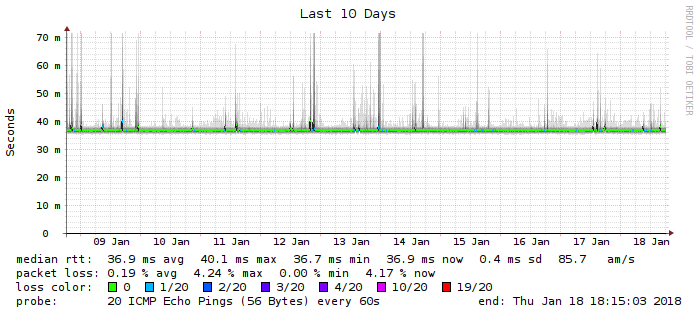 Last 10 Days
RRDTOOL / TOBI OETIKER
Seconds
70 m
60 m
50 m
40 m
30 m
20 m
10 m
0
09 Jan 10 Jan 11 Jan 12 Jan 13 Jan 14 Jan 15 Jan 16 Jan 17 Jan 18 Jan
median rtt: 36.9 ms avg 40.1 ms max 36.7 ms min 36.9 ms now 0.4 ms sd 85.7 am/s
packet loss: 0.19 % avg 4.24 % max 0.00 % min 4.17 % now
loss color: 0 1/20 2/20 3/20 4/20 10/20 19/20
probe: 20 ICMP Echo Pings (56 Bytes) every 60s end: Thu Jan 18 18:15:03 2018